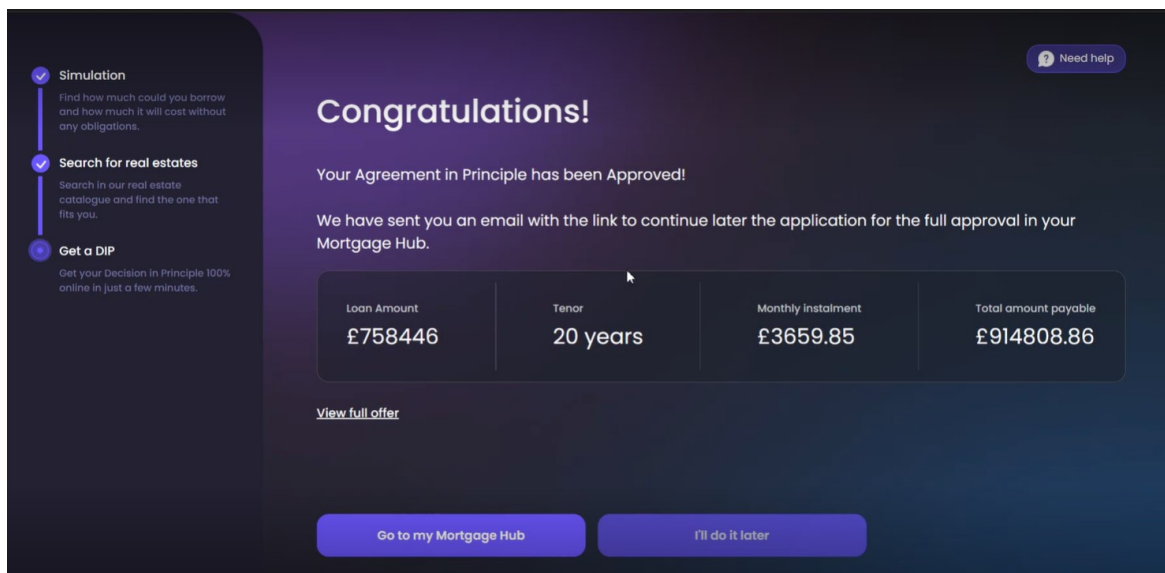 Simulation
Find how much could you borrow
and how much it will cost without
any obligations.
Search for real estates
Search in our real estate
catalogue and find the one that
fits you.
Get a DIP
Get your Decision in Principle 100%
online in just a few minutes.
Need help
Congratulations!
Your Agreement in Principle has been Approved!
We have sent you an email with the link to continue later the application for the full approval in your
Mortgage Hub.
Loan Amount
£758446
Tenor
20 years
Monthly instalment
£3659.85
Total amount payable
£914808.86
View full offer
Go to my Mortgage Hub
I'll do it later